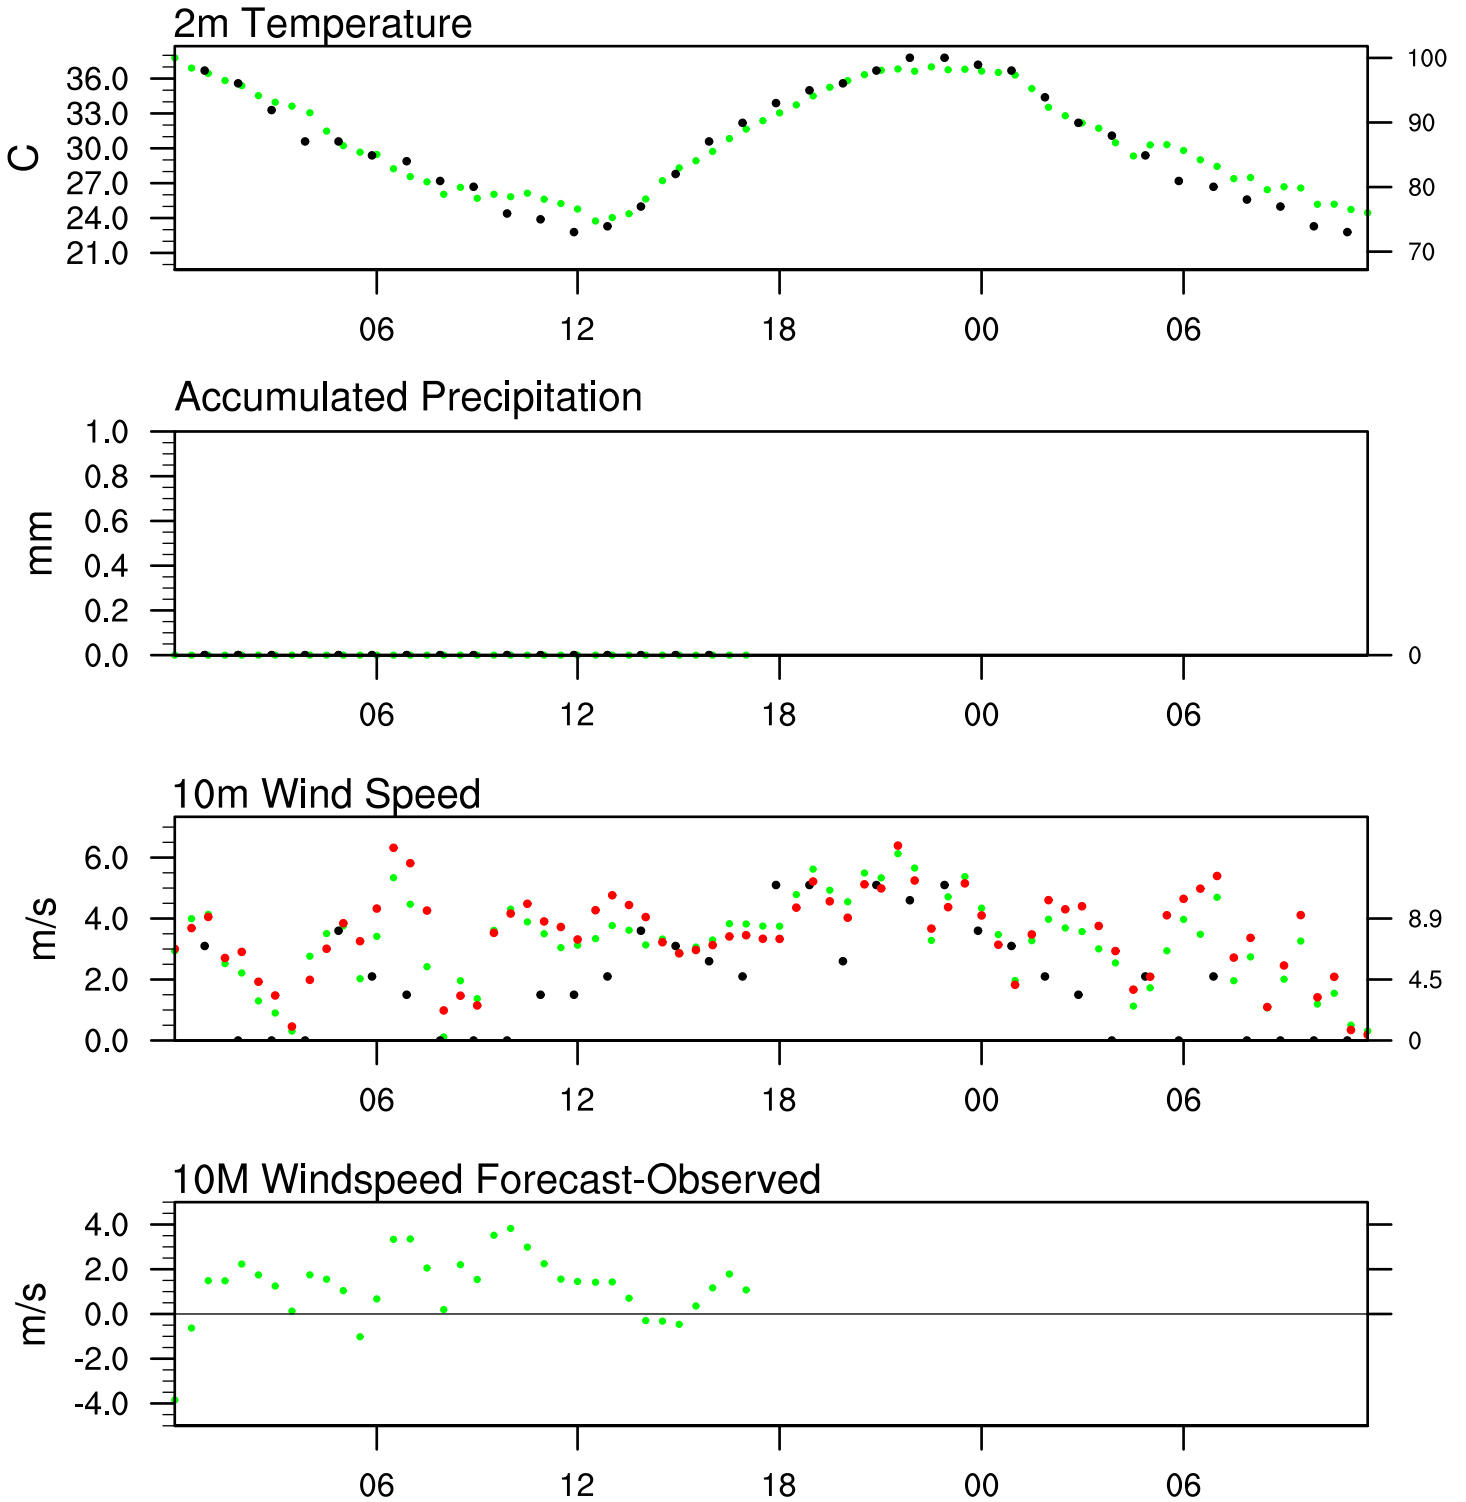 2m Temperature
C
36.0 100
33.0 90
30.0
27.0 80
24.0
21.0 70
06 12 18 00 06
Accumulated Precipitation
mm
1.0
0.8
0.6
0.4
0.2
0.0 0
06 12 18 00 06
10m Wind Speed
m/s
6.0
4.0 8.9
2.0 4.5
0.0 0
06 12 18 00 06
10M Windspeed Forecast-Observed
m/s
4.0
2.0
0.0
-2.0
-4.0
06 12 18 00 06